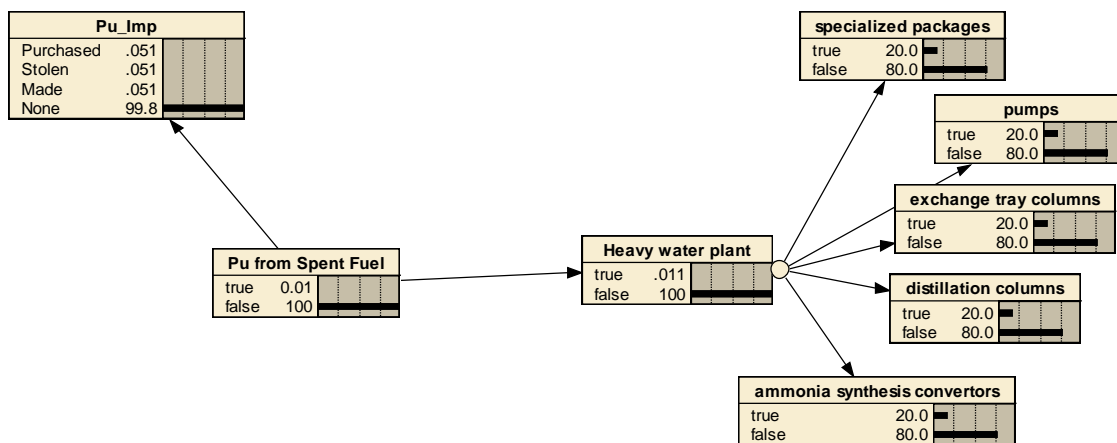 Pu_Imp
Purchased .051
Stolen .051
Made .051
None 99.8
specialized packages
true 20.0
false 80.0
pumps
true 20.0
false 80.0
exchange tray columns
true 20.0
false 80.0
Pu from Spent Fuel
true 0.01
false 100
Heavy water plant
true .011
false 100
distillation columns
true 20.0
false 80.0
ammonia synthesis convertors
true 20.0
false 80.0